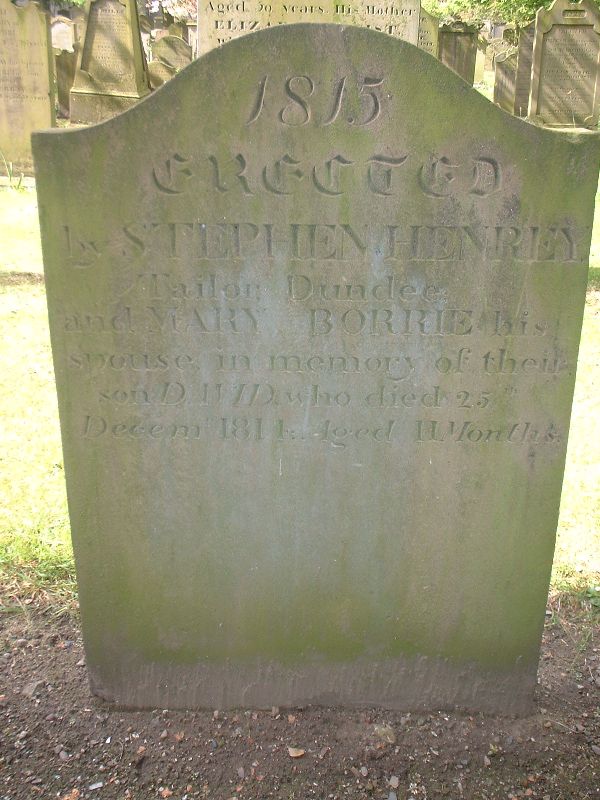 Aged 90 years. His Mother
1815
ERECTED
by STEPHEN HENREY
Tailor, Dundee,
and MARY BORRIE his
spouse, in memory of their
son DAVID, who died 25th
Decemr 1814. Aged 11 Months.